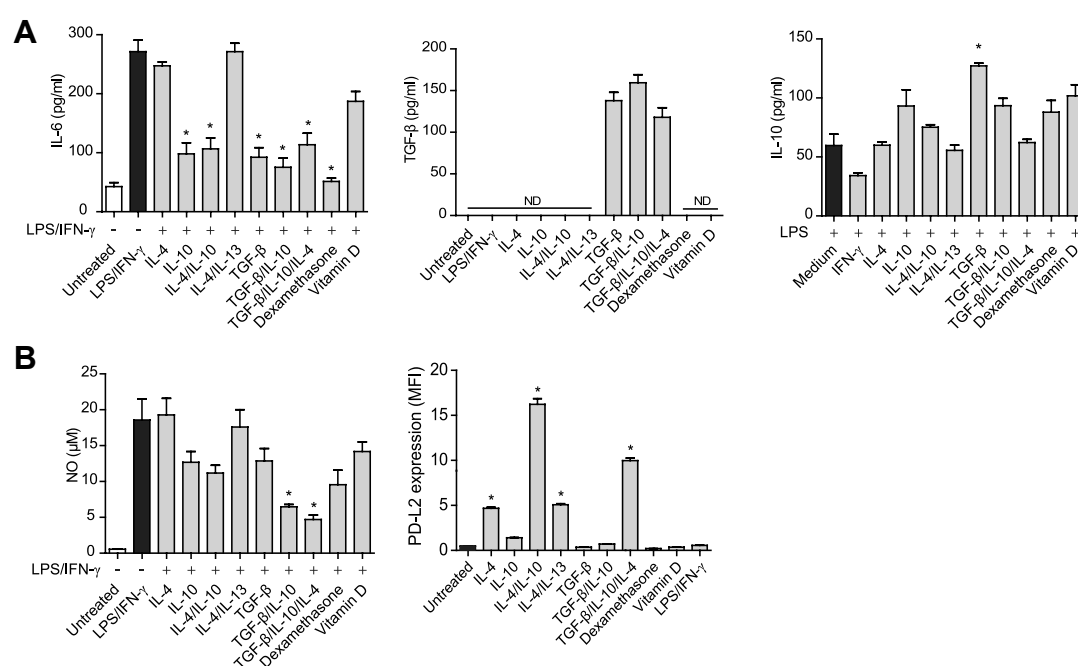 A
IL-6 (pg/ml)
300
200
100
0
LPS/IFN-γ - - + + + + + + + + +
Untreated
LPS/IFN-γ
IL-4
IL-10
IL-4/IL-10
IL-4/IL-13
TGF-β
TGF-β/IL-10
TGF-β/IL-10/IL-4
Dexamethasone
Vitamin D
* * * * * *
TGF-β (pg/ml)
200
150
100
50
0
ND
ND
Untreated
LPS/IFN-γ
IL-4
IL-10
IL-4/IL-10
IL-4/IL-13
TGF-β
TGF-β/IL-10
TGF-β/IL-10/IL-4
Dexamethasone
Vitamin D
IL-10 (pg/ml)
150
100
50
0
*
LPS + + + + + + + + + + +
Medium
IFN-γ
IL-4
IL-10
IL-4/IL-10
IL-4/IL-13
TGF-β
TGF-β/IL-10
TGF-β/IL-10/IL-4
Dexamethasone
Vitamin D
B
NO (µM)
25
20
15
10
5
0
* *
LPS/IFN-γ - - + + + + + + + + +
Untreated
LPS/IFN-γ
IL-4
IL-10
IL-4/IL-10
IL-4/IL-13
TGF-β
TGF-β/IL-10
TGF-β/IL-10/IL-4
Dexamethasone
Vitamin D
PD-L2 expression (MFI)
20
15
10
5
0
* * * *
Untreated
IL-4
IL-10
IL-4/IL-10
IL-4/IL-13
TGF-β
TGF-β/IL-10
TGF-β/IL-10/IL-4
Dexamethasone
Vitamin D
LPS/IFN-γ